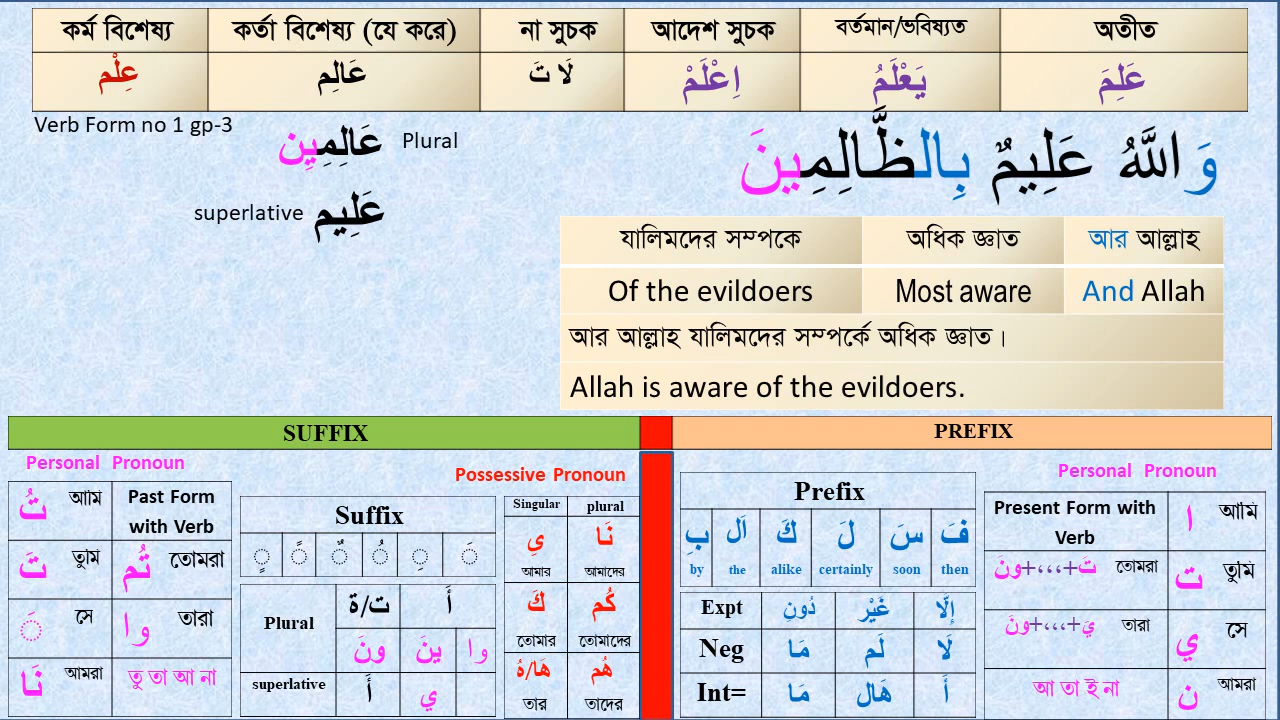 কর্ম বিশেষ্য কর্তা বিশেষ্য (যে করে) না সুচক আদেশ সুচক বর্তমান/ভবিষ্যত অতীত
عِلْم عَالِم لَا تَ اِعْلَمْ يَعْلَمُ عَلِمَ
Verb Form no 1 gp-3
عَالِمِين Plural
عَلِيم superlative
وَاللَّهُ عَلِيمٌ بِالظَّالِمِينَ
যালিমদের সম্পকে অধিক জ্ঞাত আর আল্লাহ
Of the evildoers Most aware And Allah
আর আল্লাহ যালিমদের সম্পর্কে অধিক জ্ঞাত।
Allah is aware of the evildoers.
SUFFIX
Personal Pronoun
تُ আমি Past Form with Verb
تَ তুমি تُم তোমরা
◌َ সে وا তারা
نَا আমরা তু তা আ না
Suffix
◌ٍ ◌ً ◌ٌ ◌ُ ◌ِ ◌َ
Plural ت/ة أَ
ونَ ينَ وا
superlative أَ ي
Possessive Pronoun
Singular plural
ي نَا
আমার আমাদের
كَ كُم
তোমার তোমাদের
هَا/هُ هُم
তার তাদের
PREFIX
Prefix
بِ اَل كَ لَ سَ فَ
by the alike certainly soon then
Expt دُونِ غَيْر إِلَّا
Neg مَا لَم لَا
Int= مَا هَال أَ
Personal Pronoun
Present Form with Verb ا আমি
تَ+،،،+ونَ তোমরা ت তুমি
يَ+،،،+ونَ তারা ي সে
আ তা ই না ن আমরা